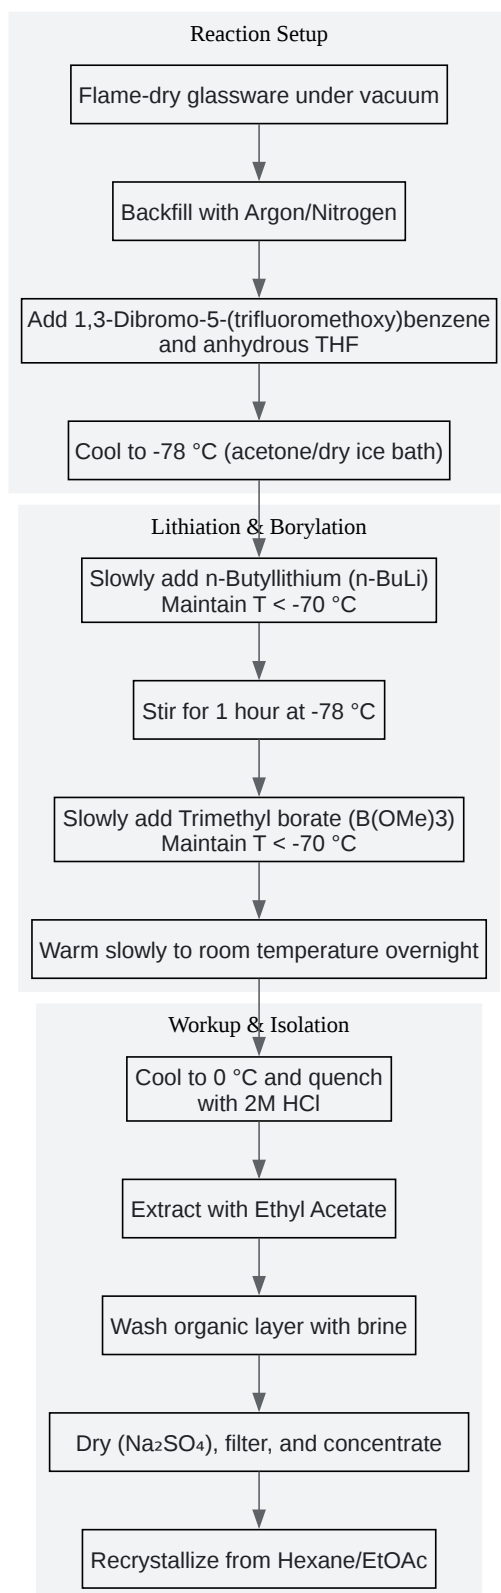 Reaction Setup
Flame-dry glassware under vacuum
Backfill with Argon/Nitrogen
Add 1,3-Dibromo-5-(trifluoromethoxy)benzene
and anhydrous THF
Cool to -78 °C (acetone/dry ice bath)
Lithiation & Borylation
Slowly add n-Butyllithium (n-BuLi)
Maintain T < -70 °C
Stir for 1 hour at -78 °C
Slowly add Trimethyl borate (B(OMe)3)
Maintain T < -70 °C
Warm slowly to room temperature overnight
Workup & Isolation
Cool to 0 °C and quench
with 2M HCl
Extract with Ethyl Acetate
Wash organic layer with brine
Dry (Na₂SO₄), filter, and concentrate
Recrystallize from Hexane/EtOAc